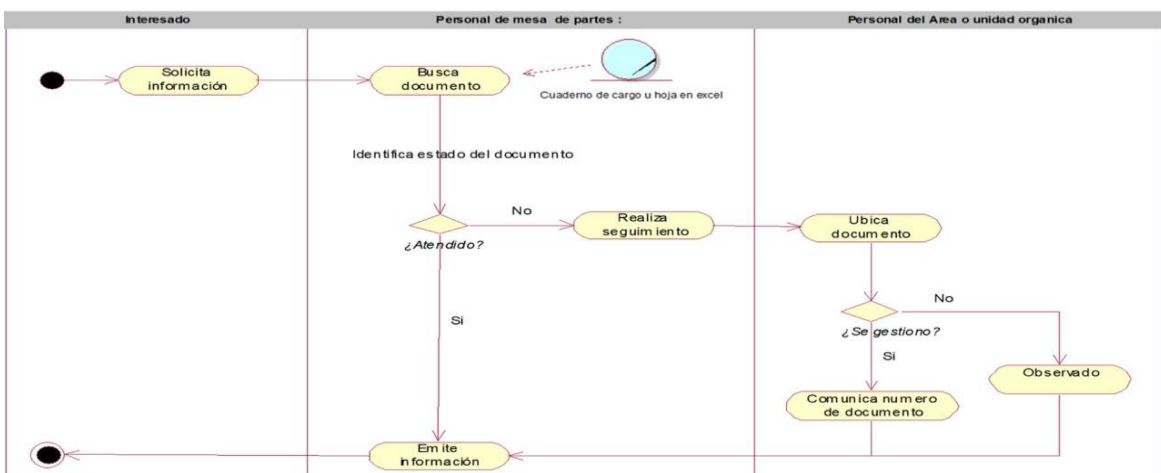 Interesado
Personal de mesa de partes :
Personal del Area o unidad organica
Solicita
información
Busca
documento
Cuaderno de cargo u hoja en excel
Identifica estado del documento
¿Atendido?
No
Realiza
seguimiento
Ubica
documento
Si
¿Se gestiono?
No
Si
Observado
Comunica numero
de documento
Emite
información